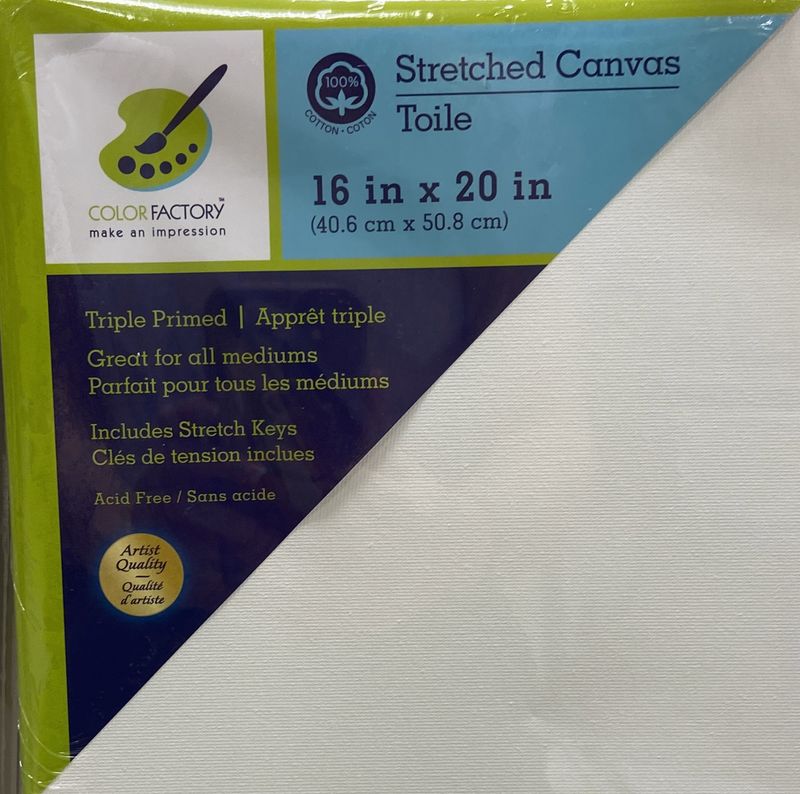 100%
COTTON • COTON
Stretched Canvas
Toile
16 in x 20 in
(40.6 cm x 50.8 cm)
COLOR FACTORY™
make an impression
Triple Primed | Apprêt triple
Great for all mediums
Parfait pour tous les médiums
Includes Stretch Keys
Clés de tension inclues
Acid Free / Sans acide
Artist
Quality
Qualité
d'artiste